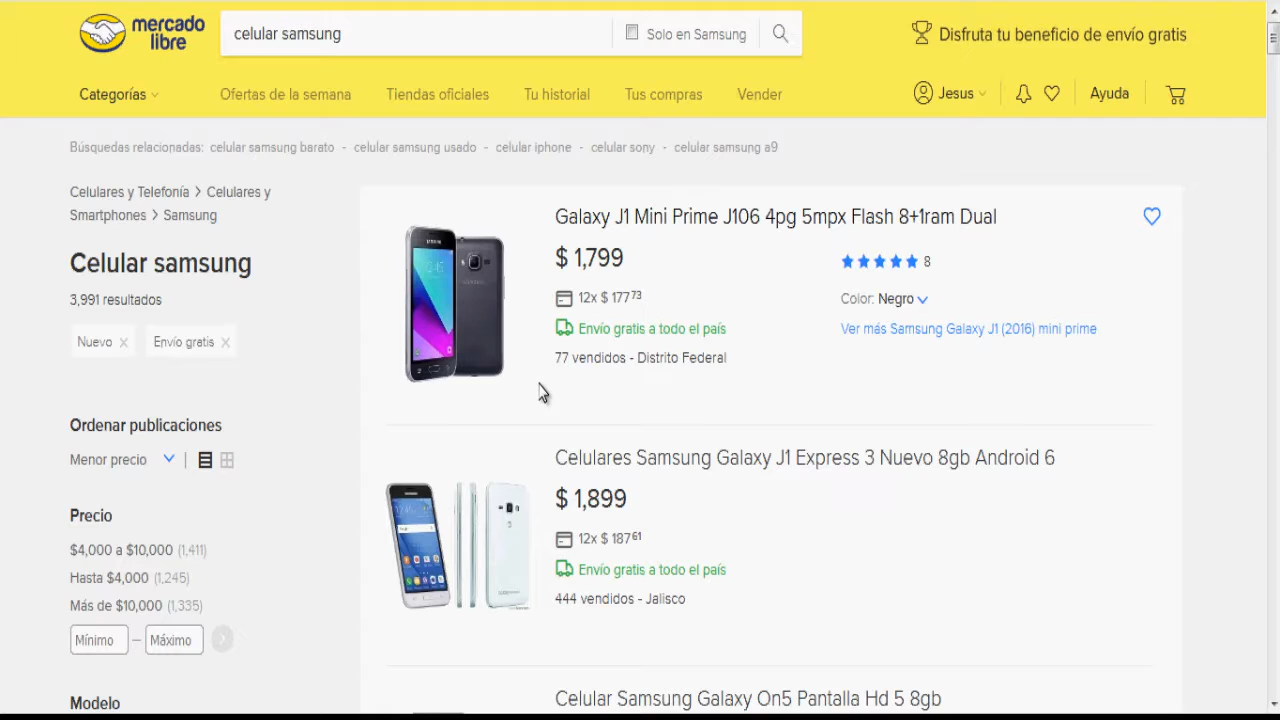 mercado
libre
celular samsung
Solo en Samsung
Disfruta tu beneficio de envío gratis
Categorías
Ofertas de la semana
Tiendas oficiales
Tu historial
Tus compras
Vender
Jesus
Ayuda
Búsquedas relacionadas: celular samsung barato - celular samsung usado - celular iphone - celular sony - celular samsung a9
Celulares y Telefonía > Celulares y
Smartphones > Samsung
Celular samsung
3,991 resultados
Nuevo ×
Envío gratis ×
Ordenar publicaciones
Menor precio
Precio
$4,000 a $10,000 (1,411)
Hasta $4,000 (1,245)
Más de $10,000 (1,335)
Mínimo – Máximo
Modelo
Galaxy J1 Mini Prime J106 4pg 5mpx Flash 8+1ram Dual
$ 1,799
8
12x $ 177 73
Color: Negro
Envío gratis a todo el país
Ver más Samsung Galaxy J1 (2016) mini prime
77 vendidos - Distrito Federal
Celulares Samsung Galaxy J1 Express 3 Nuevo 8gb Android 6
$ 1,899
12x $ 187 61
Envío gratis a todo el país
444 vendidos - Jalisco
Celular Samsung Galaxy On5 Pantalla Hd 5 8gb